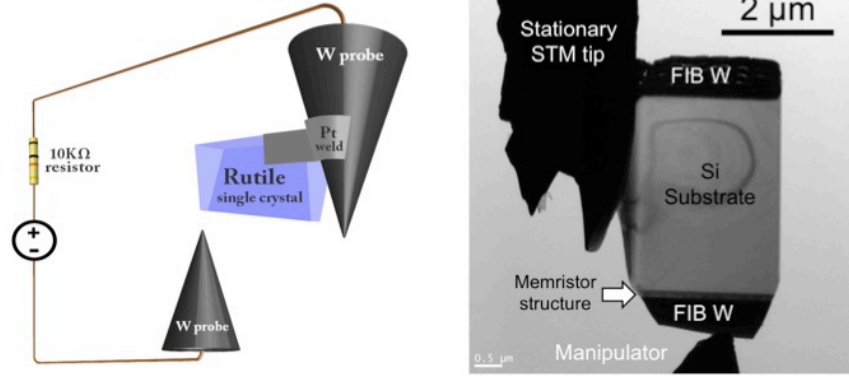 W probe
Pt
weld
10KΩ
resistor
Rutile
single crystal
+
-
W probe
2 µm
Stationary
STM tip
FIB W
Si
Substrate
Memristor
structure
FIB W
0.5 µm
Manipulator